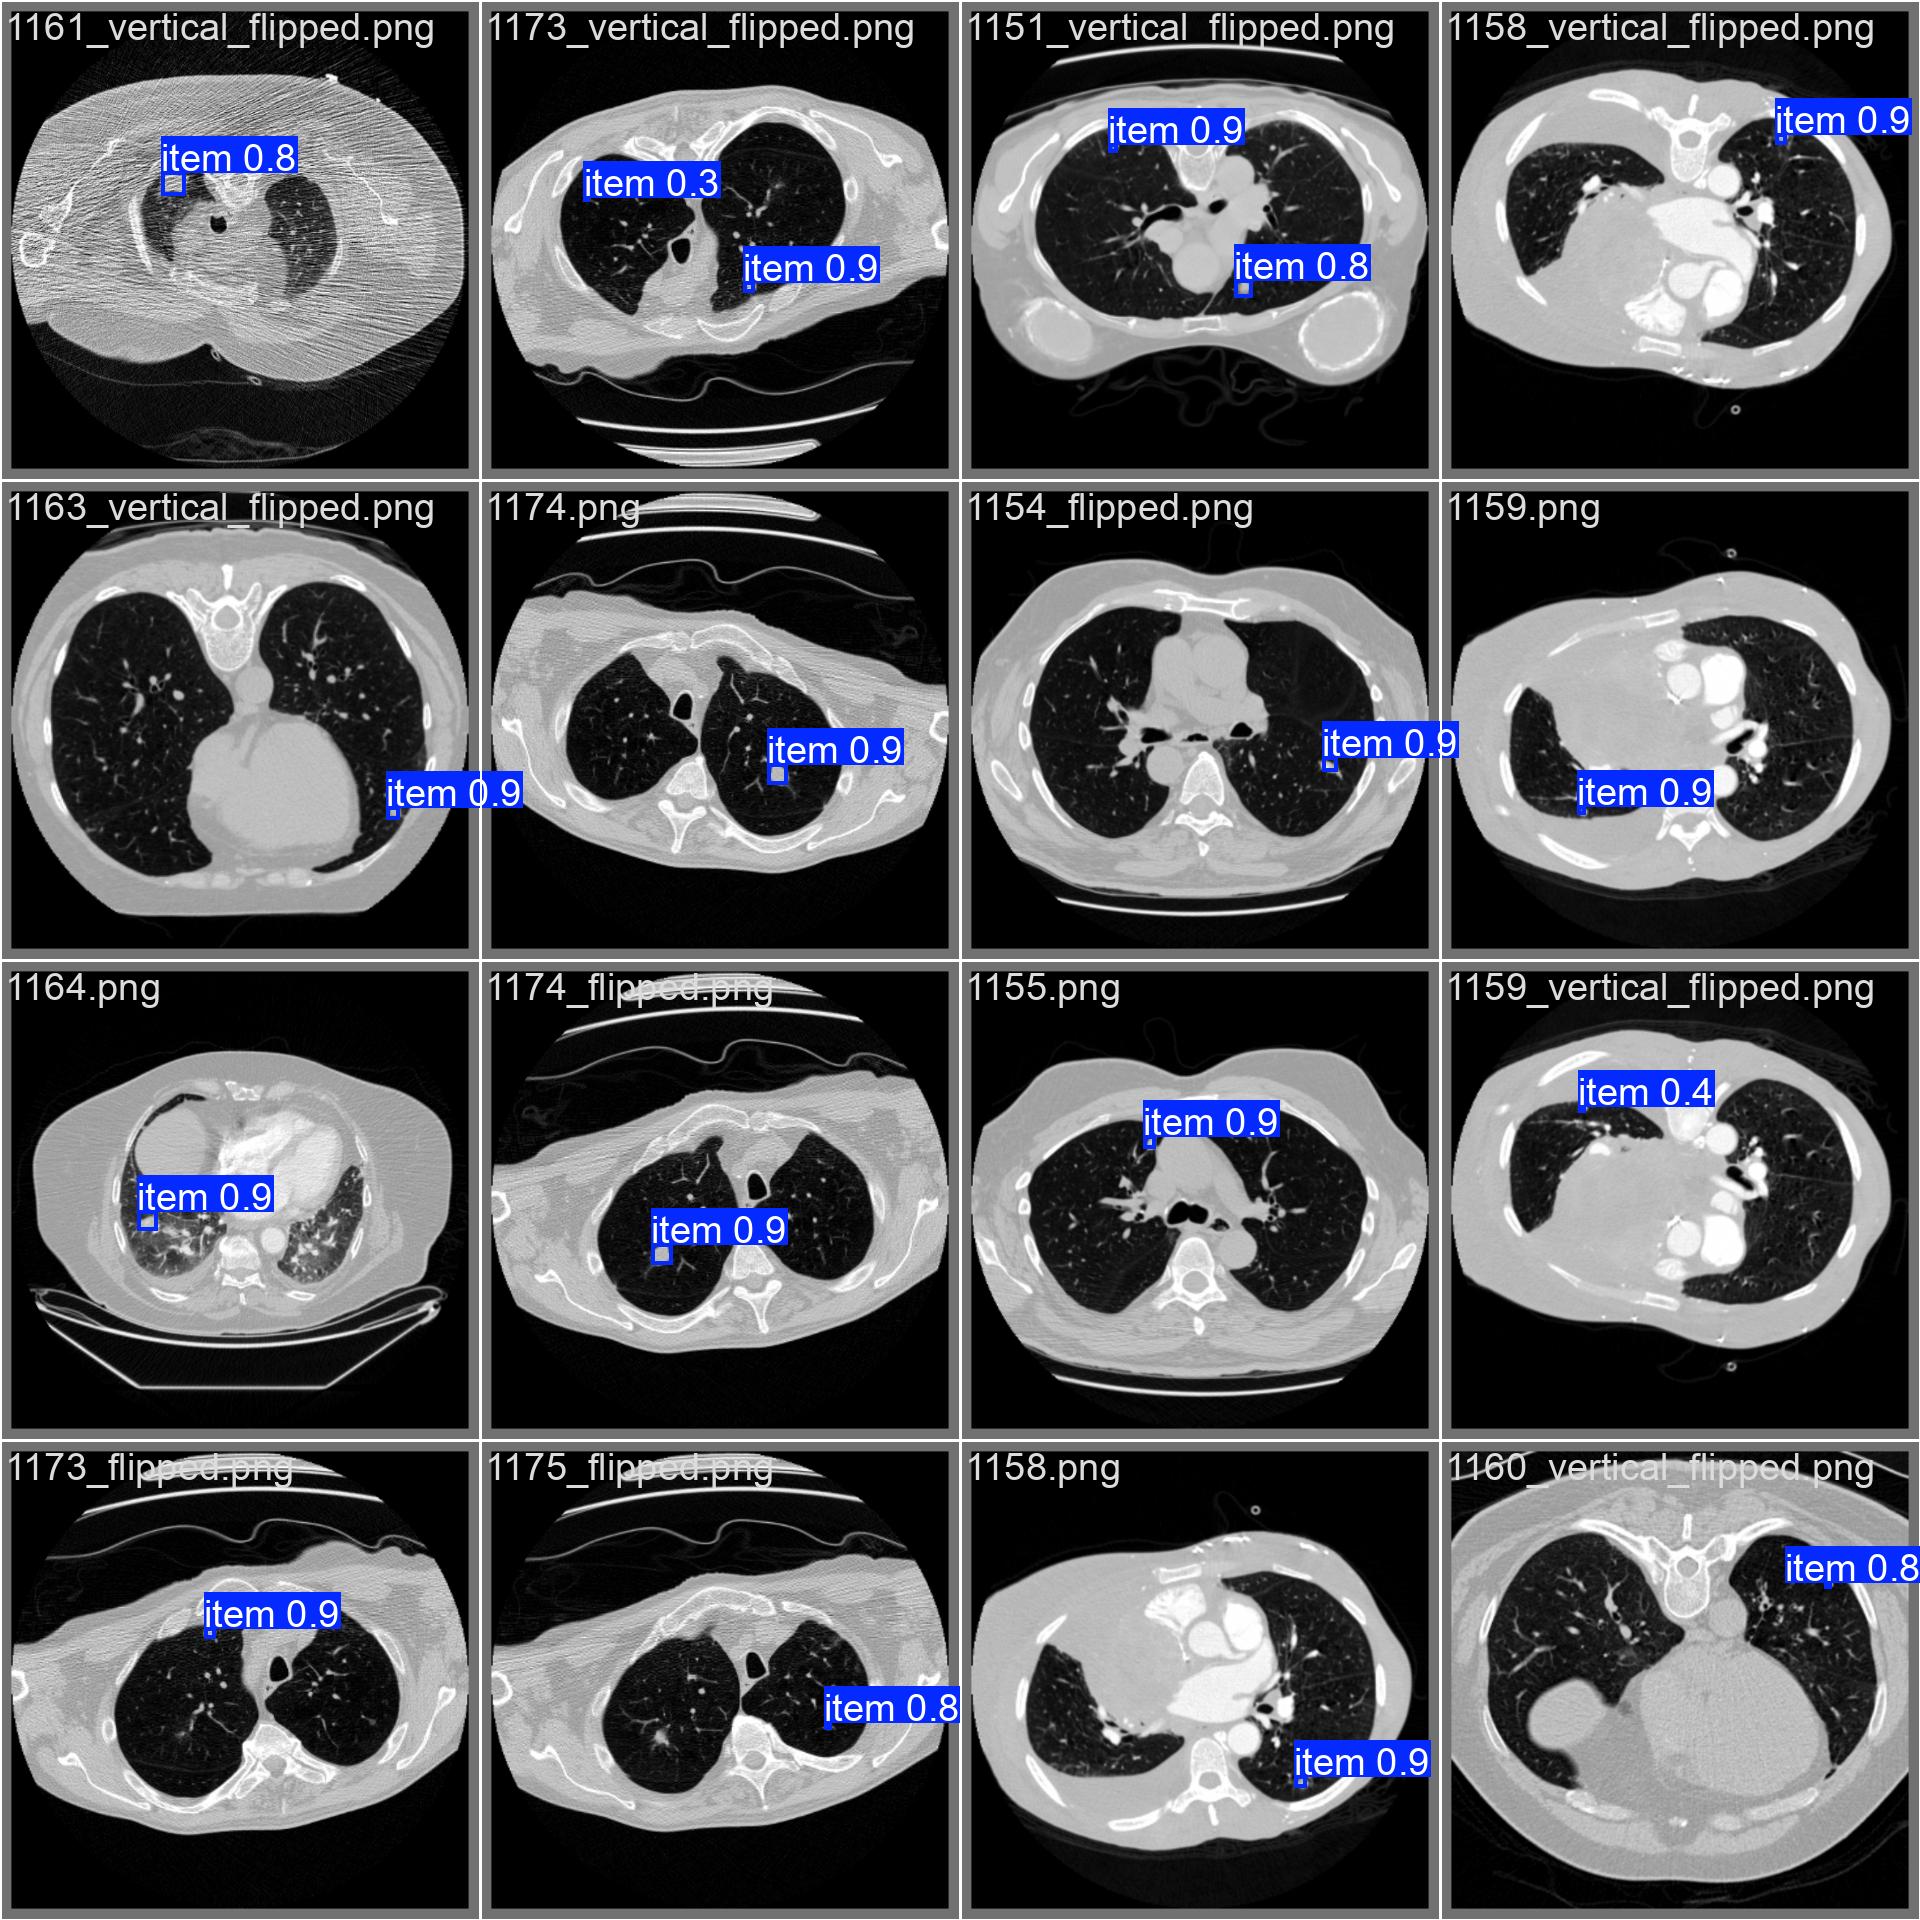 1161_vertical_flipped.png
item 0.8
1173_vertical_flipped.png
item 0.3
item 0.9
1151_vertical_flipped.png
item 0.9
item 0.8
1158_vertical_flipped.png
item 0.9
1163_vertical_flipped.png
item 0.9
1174.png
item 0.9
1154_flipped.png
item 0.9
1159.png
item 0.9
1164.png
item 0.9
1174_flipped.png
item 0.9
1155.png
item 0.9
1159_vertical_flipped.png
item 0.4
1173_flipped.png
item 0.9
1175_flipped.png
item 0.8
1158.png
item 0.9
1160_vertical_flipped.png
item 0.8